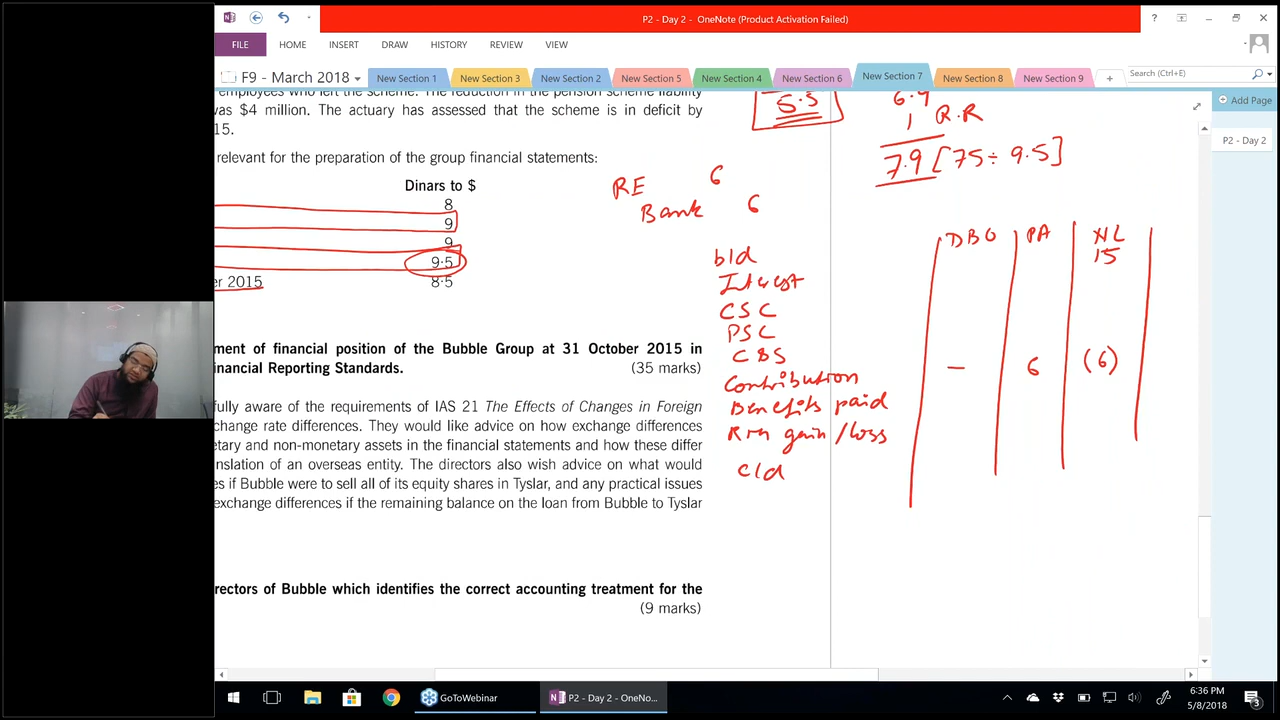 P2 - Day 2 - OneNote (Product Activation Failed)
FILE HOME INSERT DRAW HISTORY REVIEW VIEW
F9 - March 2018
New Section 1
New Section 3
New Section 2
New Section 5
New Section 4
New Section 6
New Section 7
New Section 8
New Section 9
Search (Ctrl+E)
Add Page
P2 - Day 2
employees who left the scheme. The reduction in the pension scheme liability
was $4 million. The actuary has assessed that the scheme is in deficit by
15.
relevant for the preparation of the group financial statements:
Dinars to $
8
9
9
9·5
er 2015 8·5
ment of financial position of the Bubble Group at 31 October 2015 in
inancial Reporting Standards. (35 marks)
fully aware of the requirements of IAS 21 The Effects of Changes in Foreign
change rate differences. They would like advice on how exchange differences
etary and non-monetary assets in the financial statements and how these differ
anslation of an overseas entity. The directors also wish advice on what would
es if Bubble were to sell all of its equity shares in Tyslar, and any practical issues
exchange differences if the remaining balance on the loan from Bubble to Tyslar
rectors of Bubble which identifies the correct accounting treatment for the
(9 marks)
5.5
6.9
1 R.R
7.9 [75 ÷ 9.5]
RE 6
Bank 6
DBO PA NL
15
b/d
Interest
CSC
PSC
CBS
Contribution — 6 (6)
Benefits paid
Rm gain/loss
c/d
GoToWebinar
P2 - Day 2 - OneNo...
6:36 PM
5/8/2018
3